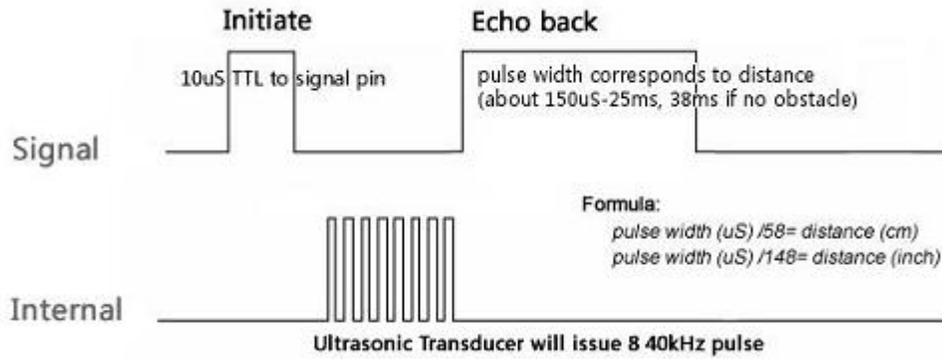 Initiate
Echo back
10uS TTL to signal pin
pulse width corresponds to distance
(about 150uS-25ms, 38ms if no obstacle)
Signal
Formula:
pulse width (uS) /58= distance (cm)
pulse width (uS) /148= distance (inch)
Internal
Ultrasonic Transducer will issue 8 40kHz pulse